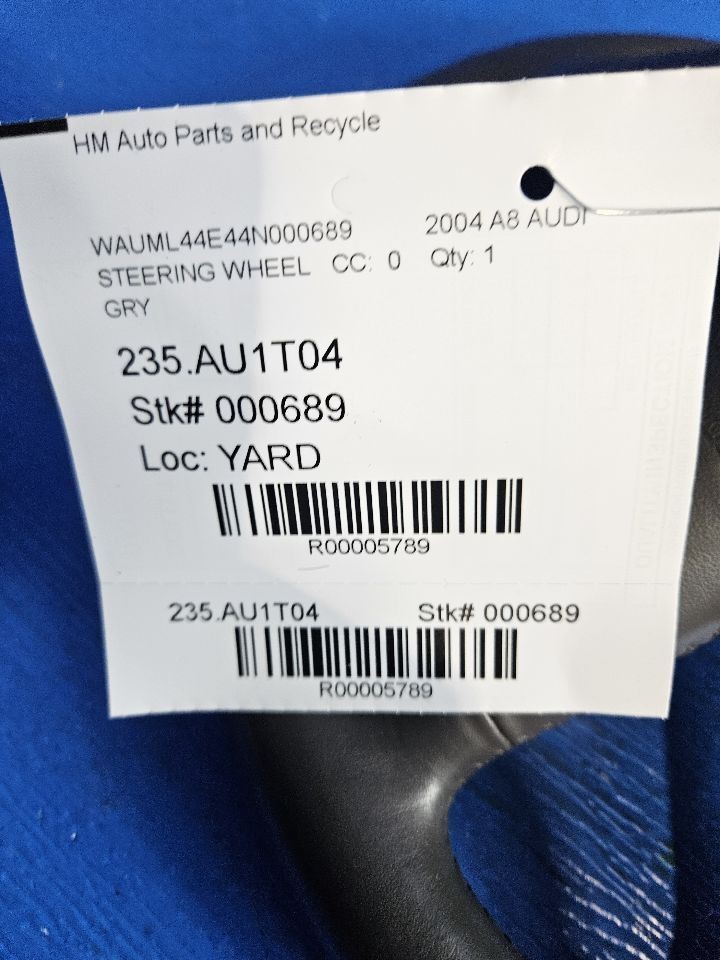 HM Auto Parts and Recycle
WAUML44E44N000689 2004 A8 AUDI
STEERING WHEEL CC: 0 Qty: 1
GRY
235.AU1T04
Stk# 000689
Loc: YARD
R00005789
235.AU1T04 Stk# 000689
R00005789